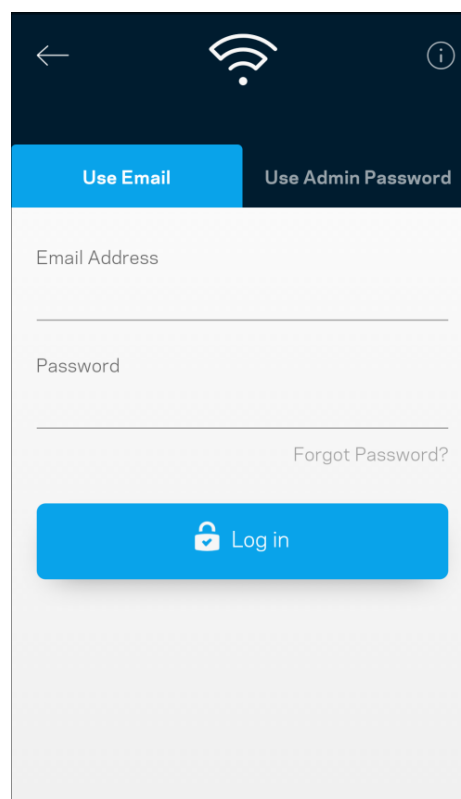 Use Email
Use Admin Password
Email Address
Password
Forgot Password?
Log in